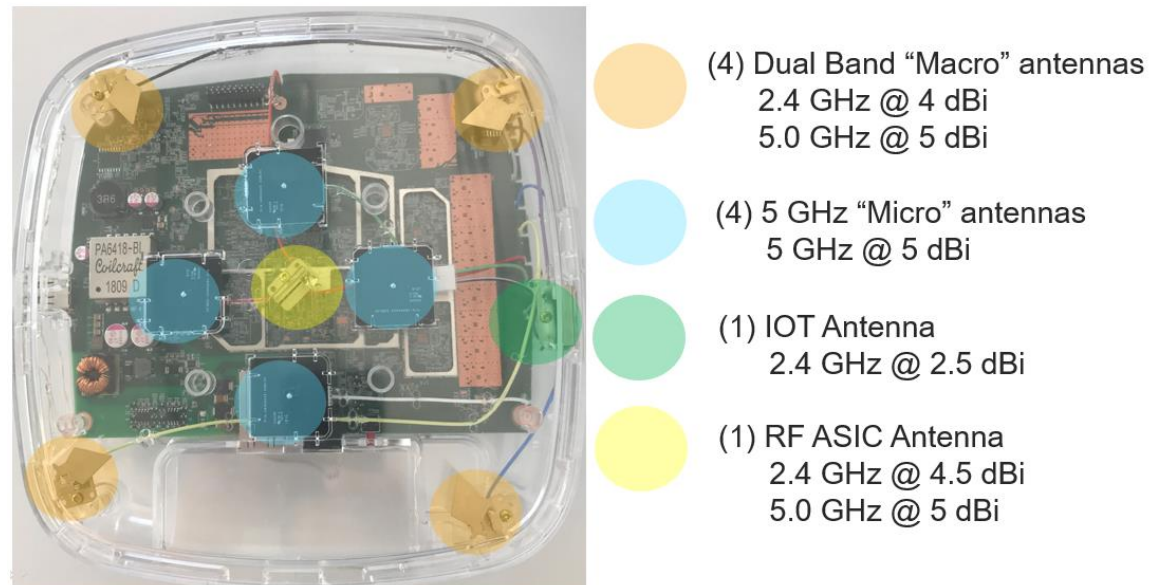 (4) Dual Band “Macro” antennas
2.4 GHz @ 4 dBi
5.0 GHz @ 5 dBi
(4) 5 GHz “Micro” antennas
5 GHz @ 5 dBi
(1) IOT Antenna
2.4 GHz @ 2.5 dBi
(1) RF ASIC Antenna
2.4 GHz @ 4.5 dBi
5.0 GHz @ 5 dBi
3R6
PA6418-BL
Coilcraft
1809 D